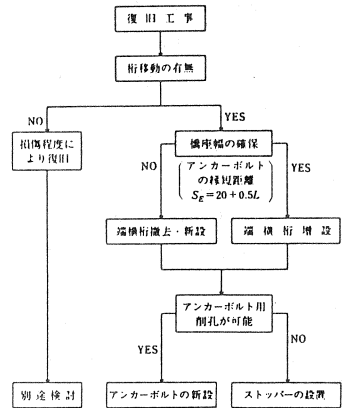 復旧工事
桁移動の有無
NO
YES
損傷程度に
より復旧
橋座幅の確保
NO
アンカーボルト
の縁短距離
S_E=20+0.5L
YES
端横桁撤去・新設
端横桁増設
アンカーボルト用
削孔が可能
YES
NO
別途検討
アンカーボルトの新設
ストッパーの設置